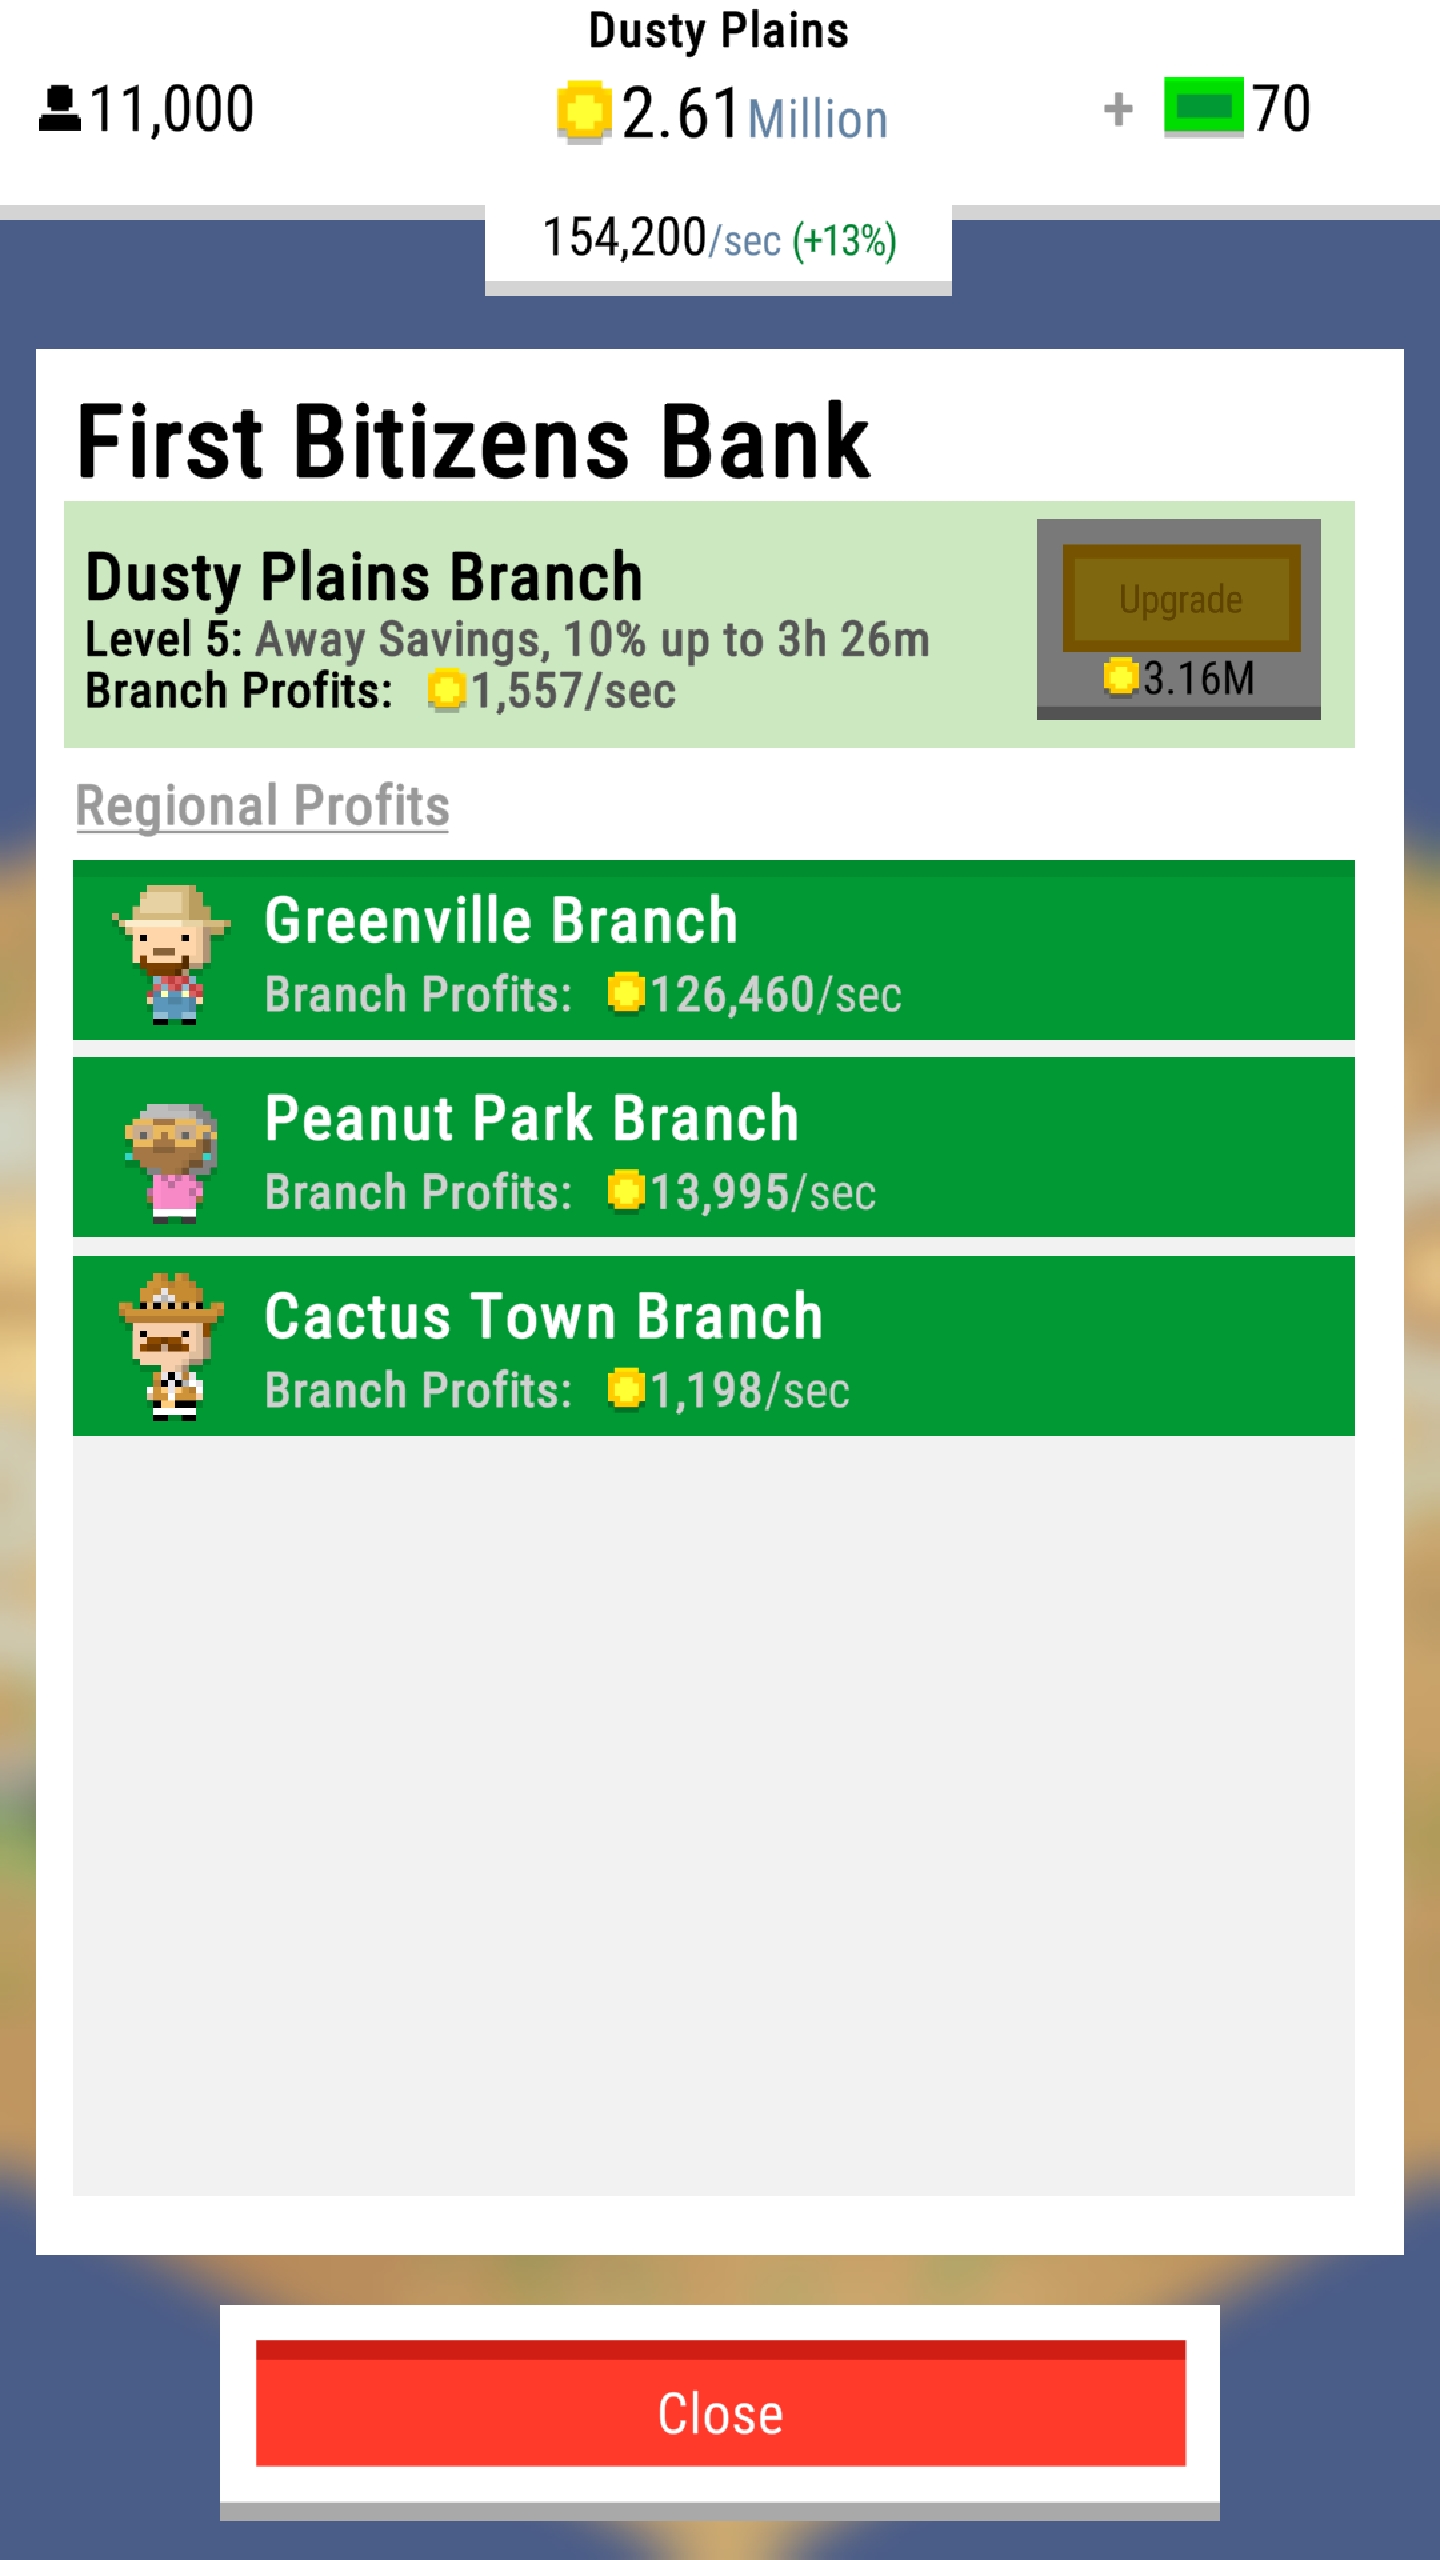 Dusty Plains
11,000
2.61Million
+ 70
154,200/sec (+13%)
First Bitizens Bank
Dusty Plains Branch
Level 5: Away Savings, 10% up to 3h 26m
Branch Profits: 1,557/sec
Upgrade
3.16M
Regional Profits
Greenville Branch
Branch Profits: 126,460/sec
Peanut Park Branch
Branch Profits: 13,995/sec
Cactus Town Branch
Branch Profits: 1,198/sec
Close